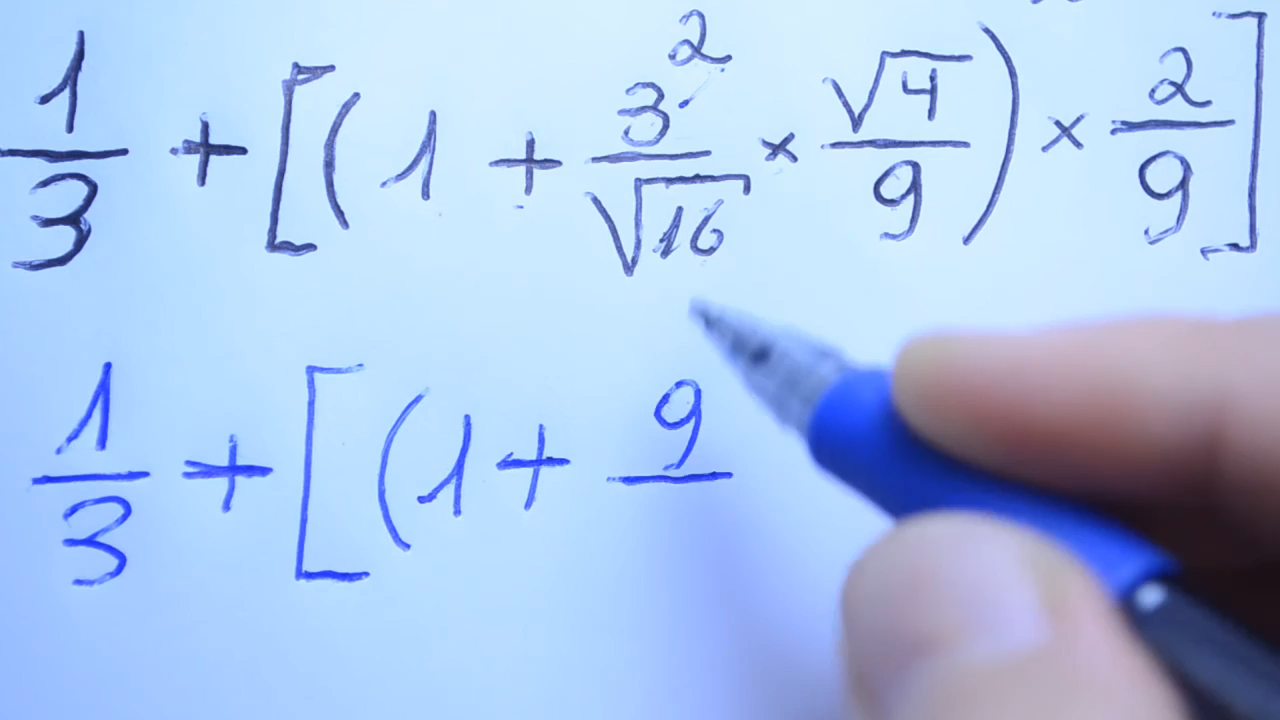 1/3 + [(1 + 3²/√16 × √4/9) × 2/9]
1/3 + [(1 + 9/